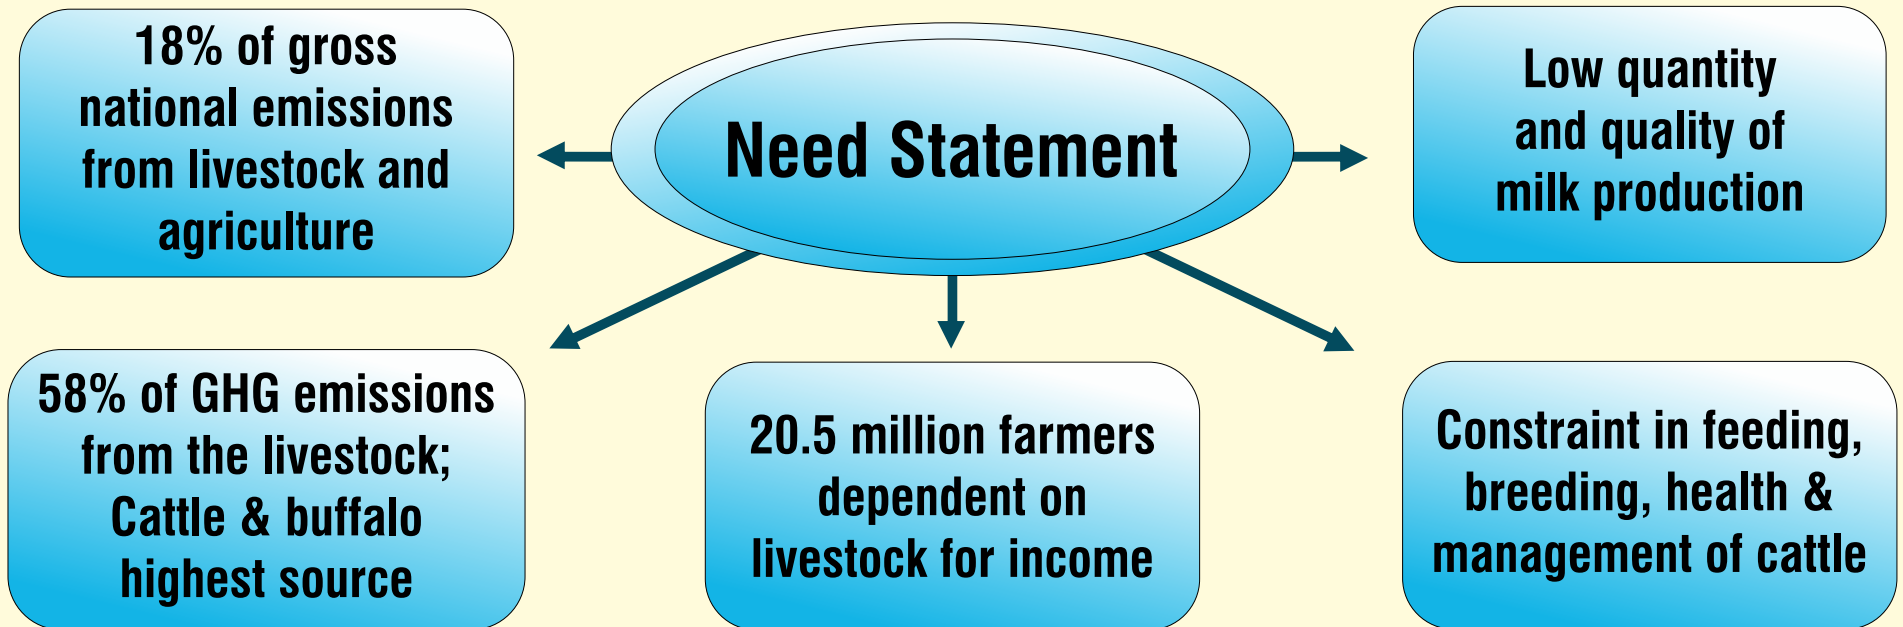 18% of gross
national emissions
from livestock and
agriculture
Need Statement
Low quantity
and quality of
milk production
58% of GHG emissions
from the livestock;
Cattle & buffalo
highest source
20.5 million farmers
dependent on
livestock for income
Constraint in feeding,
breeding, health &
management of cattle